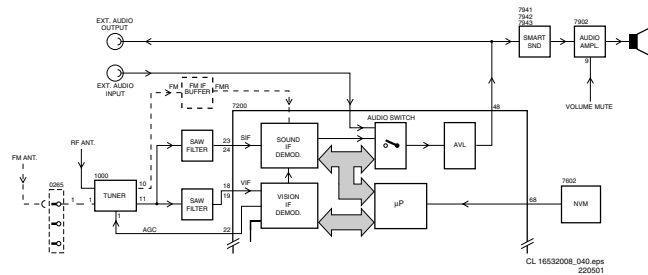 EXT. AUDIO
OUTPUT
7941
7942
7943
SMART
SND
7902
AUDIO
AMPL.
9
EXT. AUDIO
INPUT
FM
FM IF
BUFFER
FMR
VOLUME MUTE
7200
48
AUDIO SWITCH
RF ANT.
SAW
FILTER
23
24
SIF
SOUND
IF
DEMOD.
AVL
FM ANT.
0265
1000
TUNER
10
11
1
1
1
SAW
FILTER
18
19
VIF
VISION
IF
DEMOD.
µP
68
7602
NVM
AGC
22
CL 16532008_040.eps
220501